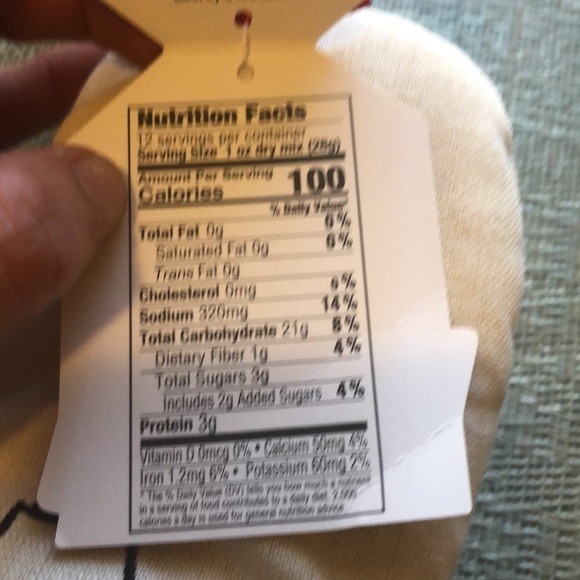 Nutrition Facts
12 servings per container
Serving Size 1 oz dry mix (28g)
Amount Per Serving
Calories 100
% Daily Value*
Total Fat 0g 0%
Saturated Fat 0g 0%
Trans Fat 0g
Cholesterol 0mg 0%
Sodium 320mg 14%
Total Carbohydrate 21g 8%
Dietary Fiber 1g 4%
Total Sugars 3g
Includes 2g Added Sugars 4%
Protein 3g
Vitamin D 0mcg 0% • Calcium 50mg 4%
Iron 1.2mg 6% • Potassium 60mg 2%
* The % Daily Value (DV) tells you how much a nutrient
in a serving of food contributes to a daily diet. 2,000
calories a day is used for general nutrition advice.